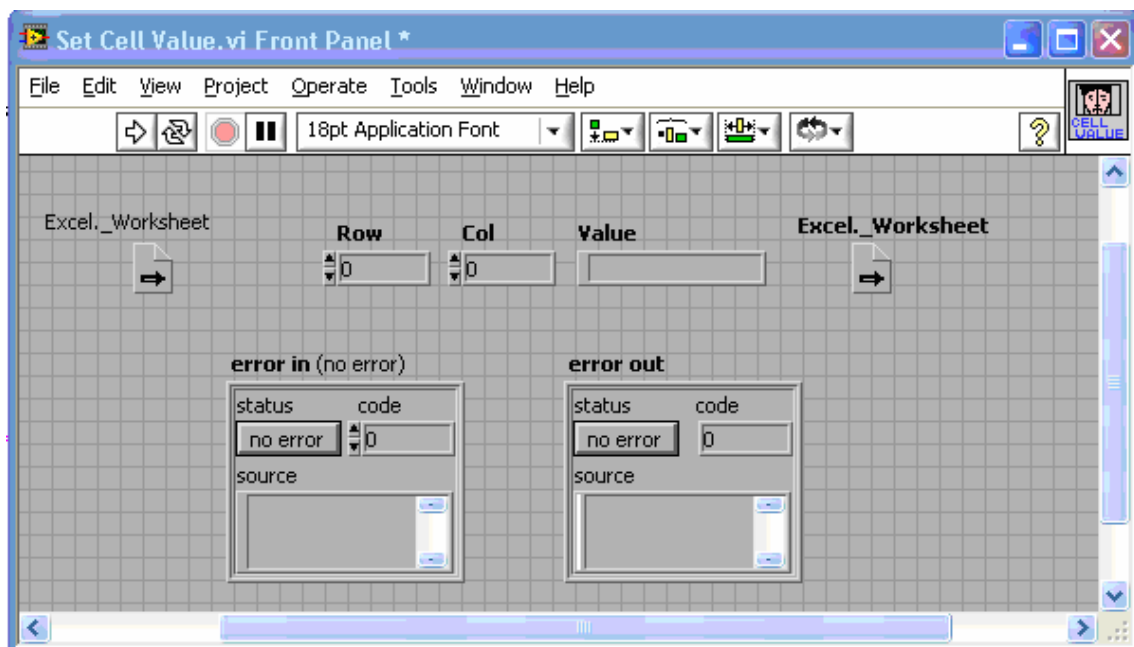 Set Cell Value.vi Front Panel *
File Edit View Project Operate Tools Window Help
18pt Application Font
CELL
VALUE
Excel._Worksheet
Row Col Value
Excel._Worksheet
0 0
error in (no error)
error out
status code
status code
no error 0
no error 0
source
source